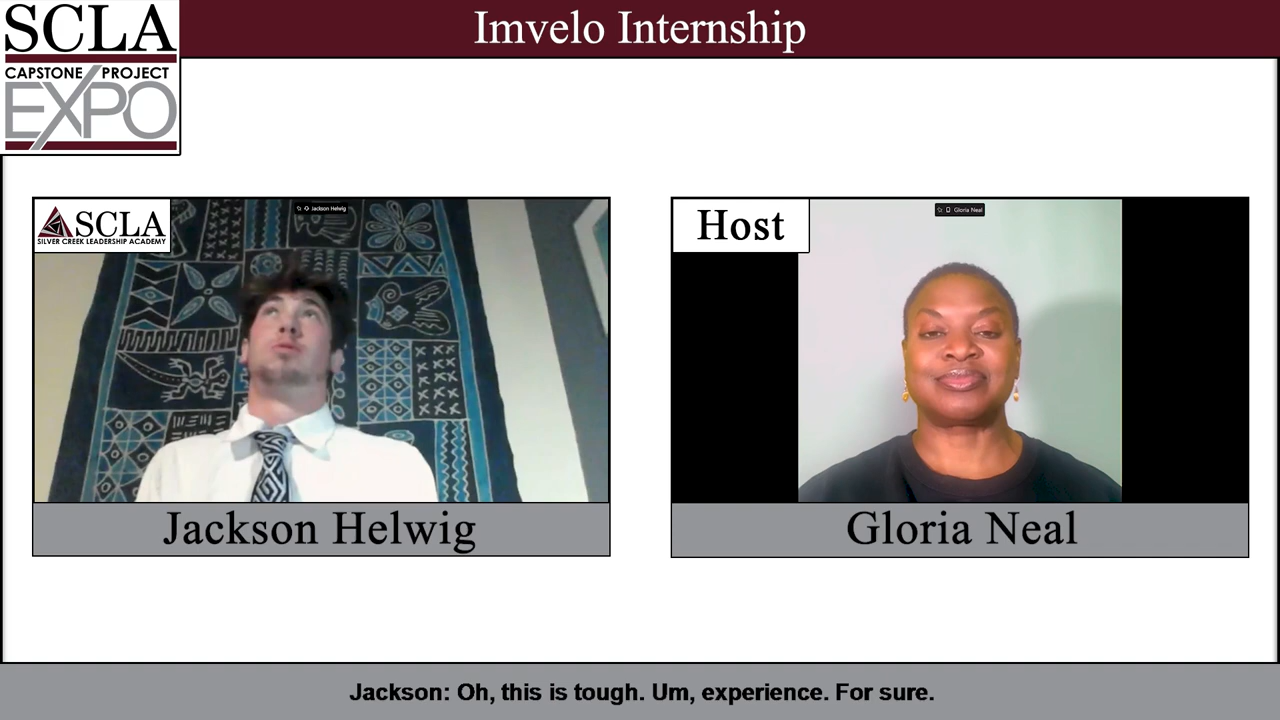 SCLA
CAPSTONE PROJECT
EXPO
Imvelo Internship
SCLA
SILVER CREEK LEADERSHIP ACADEMY
Jackson Helwig
Host
Gloria Neal
Jackson Helwig
Gloria Neal
Jackson: Oh, this is tough. Um, experience. For sure.